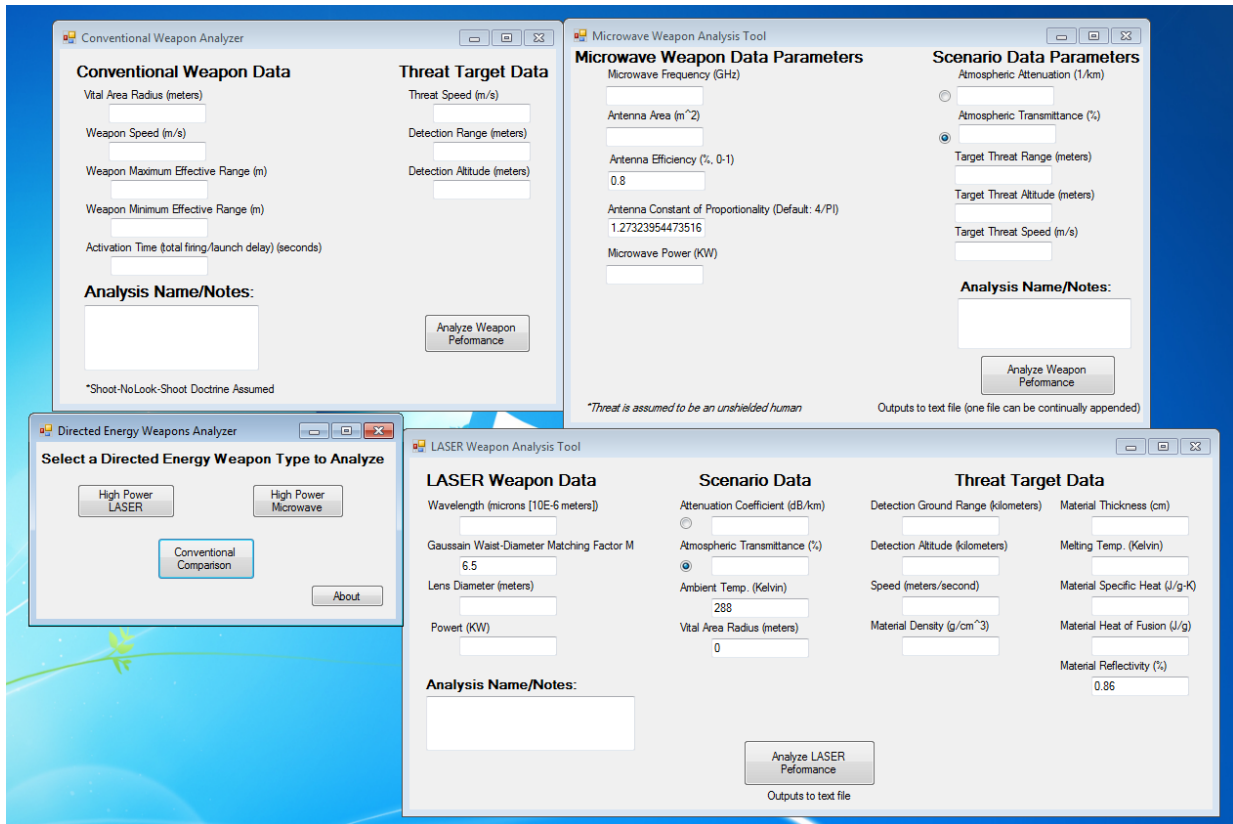 Conventional Weapon Analyzer
Conventional Weapon Data
Vital Area Radius (meters)
Weapon Speed (m/s)
Weapon Maximum Effective Range (m)
Weapon Minimum Effective Range (m)
Activation Time (total firing/launch delay) (seconds)
Analysis Name/Notes:
*Shoot-NoLook-Shoot Doctrine Assumed
Threat Target Data
Threat Speed (m/s)
Detection Range (meters)
Detection Altitude (meters)
Analyze Weapon
Peformance
Microwave Weapon Analysis Tool
Microwave Weapon Data Parameters
Microwave Frequency (GHz)
Antenna Area (m^2)
Antenna Efficiency (%, 0-1)
0.8
Antenna Constant of Proportionality (Default: 4/PI)
1.27323954473516
Microwave Power (KW)
*Threat is assumed to be an unshielded human
Scenario Data Parameters
Atmospheric Attenuation (1/km)
Atmospheric Transmittance (%)
Target Threat Range (meters)
Target Threat Altitude (meters)
Target Threat Speed (m/s)
Analysis Name/Notes:
Analyze Weapon
Peformance
Outputs to text file (one file can be continually appended)
Directed Energy Weapons Analyzer
Select a Directed Energy Weapon Type to Analyze
High Power
LASER
High Power
Microwave
Conventional
Comparison
About
LASER Weapon Analysis Tool
LASER Weapon Data
Wavelength (microns [10E-6 meters])
Gaussain Waist-Diameter Matching Factor M
6.5
Lens Diameter (meters)
Powert (KW)
Analysis Name/Notes:
Scenario Data
Attenuation Coefficient (dB/km)
Atmospheric Transmittance (%)
Ambient Temp. (Kelvin)
288
Vital Area Radius (meters)
0
Threat Target Data
Detection Ground Range (kilometers)
Detection Altitude (kilometers)
Speed (meters/second)
Material Density (g/cm^3)
Material Thickness (cm)
Melting Temp. (Kelvin)
Material Specific Heat (J/g-K)
Material Heat of Fusion (J/g)
Material Reflectivity (%)
0.86
Analyze LASER
Peformance
Outputs to text file